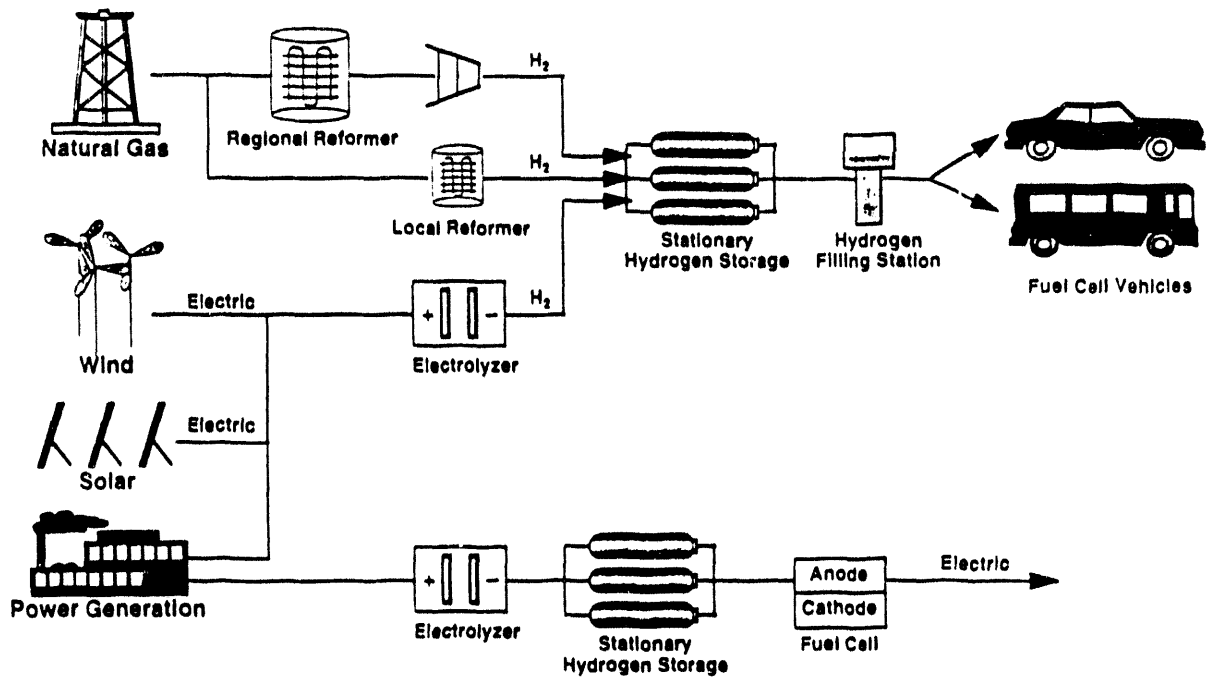 H₂
Regional Reformer
Natural Gas
H₂
Local Reformer
Stationary
Hydrogen Storage
Hydrogen
Filling Station
Fuel Cell Vehicles
Electric
+ −
H₂
Wind
Electrolyzer
Electric
Solar
Power Generation
+ −
Electrolyzer
Stationary
Hydrogen Storage
Anode
Cathode
Fuel Cell
Electric